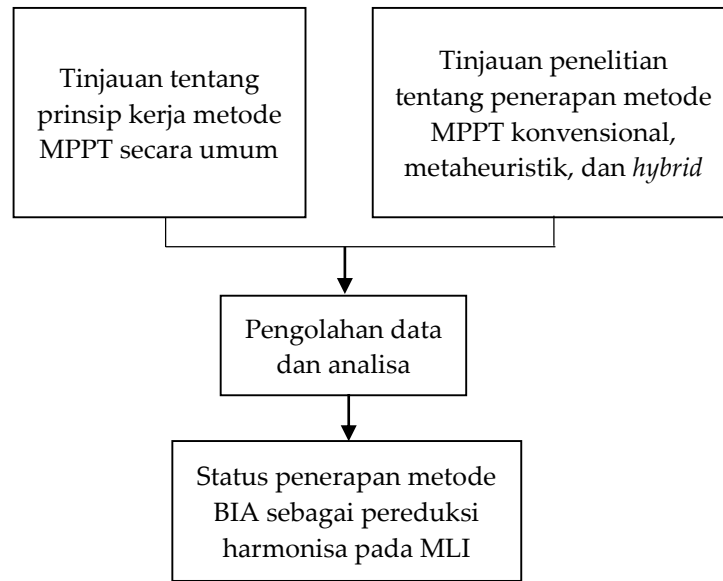 Tinjauan tentang
prinsip kerja metode
MPPT secara umum
Tinjauan penelitian
tentang penerapan metode
MPPT konvensional,
metaheuristik, dan hybrid
Pengolahan data
dan analisa
Status penerapan metode
BIA sebagai pereduksi
harmonisa pada MLI